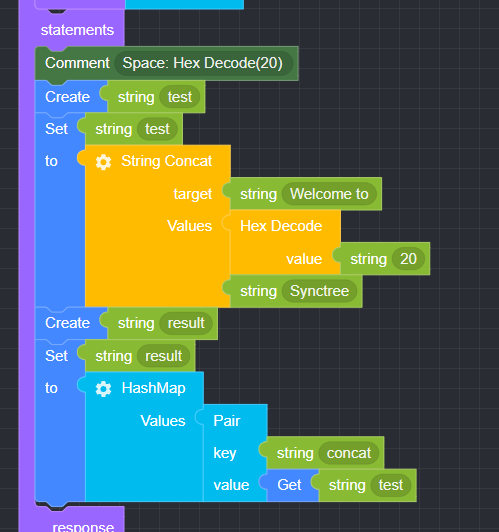 statements
Comment Space: Hex Decode(20)
Create string test
Set string test
to String Concat
target string Welcome to
Values Hex Decode
value string 20
string Synctree
Create string result
Set string result
to HashMap
Values Pair
key string concat
value Get string test
response